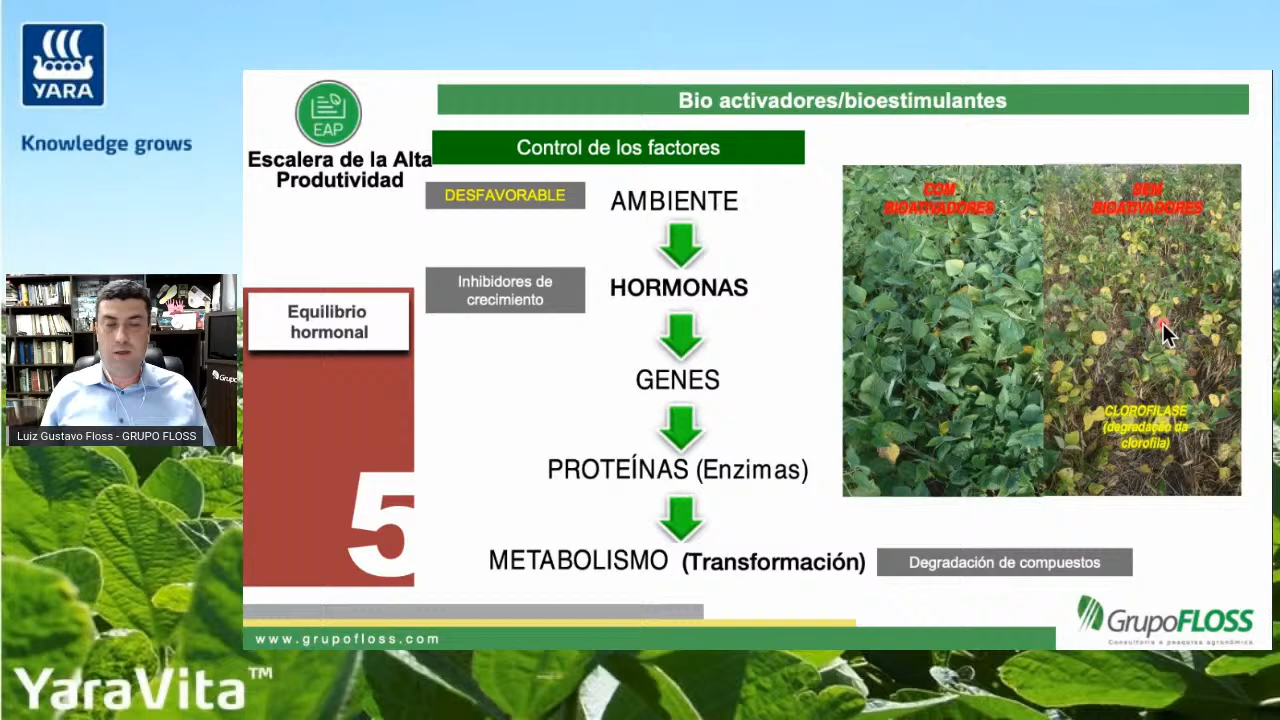 YARA
Knowledge grows
EAP
Escalera de la Alta
Produtividad
Bio activadores/bioestimulantes
Control de los factores
DESFAVORABLE
AMBIENTE
Inhibidores de
crecimiento
HORMONAS
GENES
PROTEÍNAS (Enzimas)
METABOLISMO (Transformación)
Degradación de compuestos
Equilibrio
hormonal
5
COM
BIOATIVADORES
SEM
BIOATIVADORES
CLOROFILASE
(degradação da
clorofila)
Luiz Gustavo Floss - GRUPO FLOSS
www.grupofloss.com
GrupoFLOSS
Consultoria e pesquisa agronômica
YaraVita™